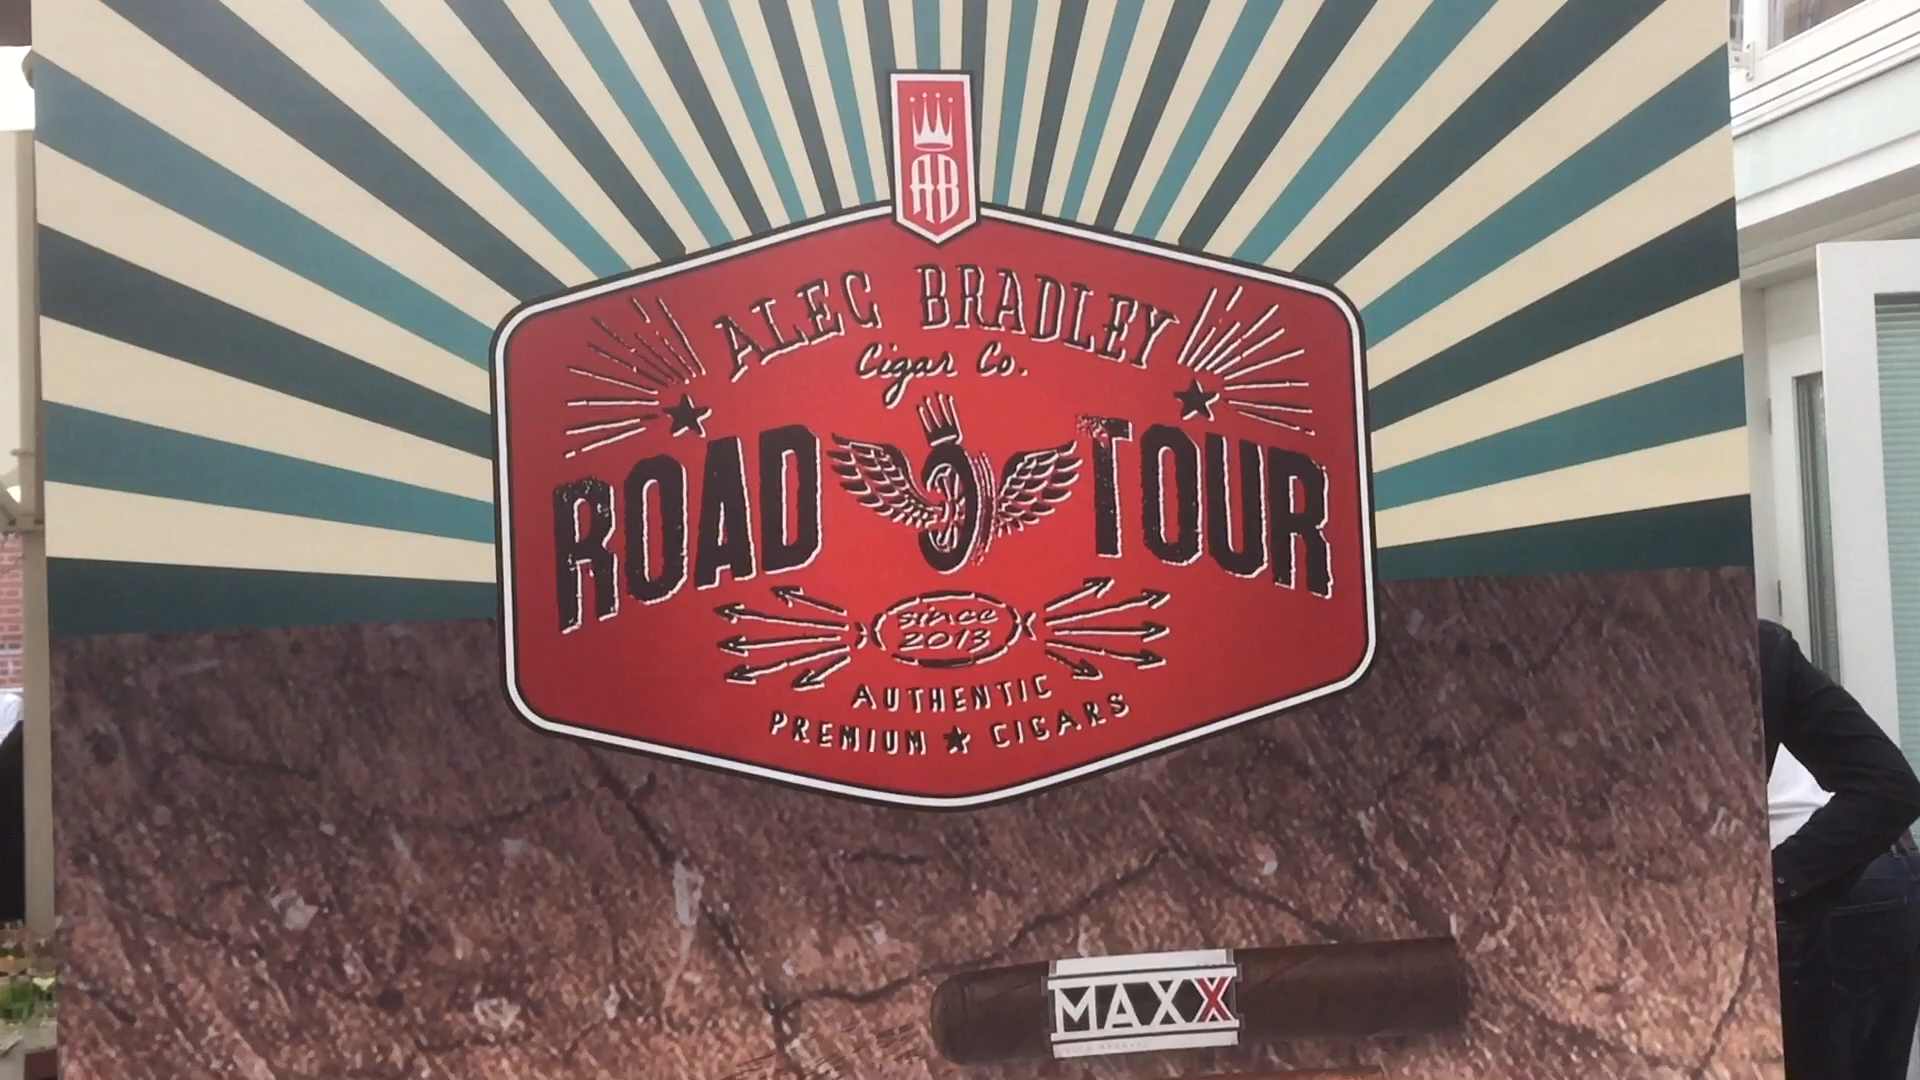 AB
ALEC BRADLEY
Cigar Co.
ROAD TOUR
since
2013
AUTHENTIC
PREMIUM ★ CIGARS
MAXX